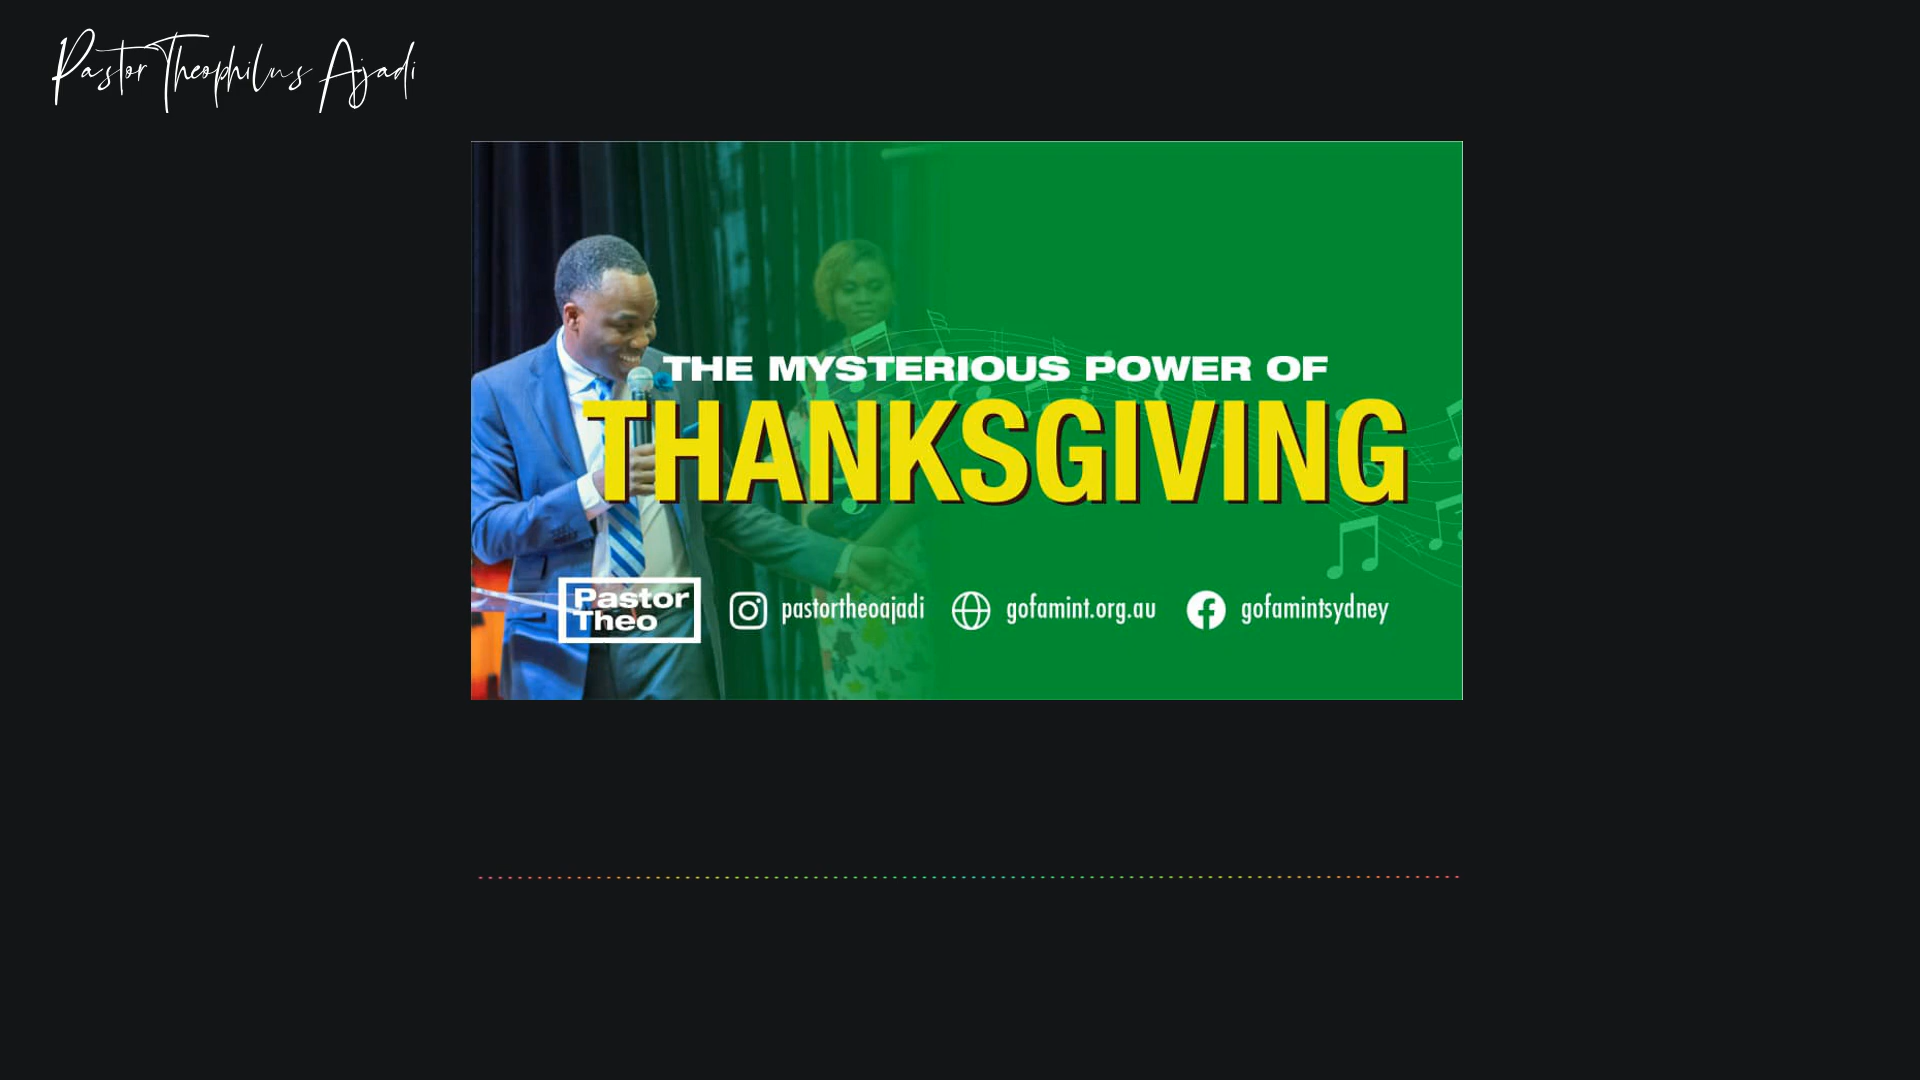 Pastor Theophilus Ajadi
THE MYSTERIOUS POWER OF
THANKSGIVING
Pastor
Theo
pastortheoajadi
gofamint.org.au
gofamintsydney